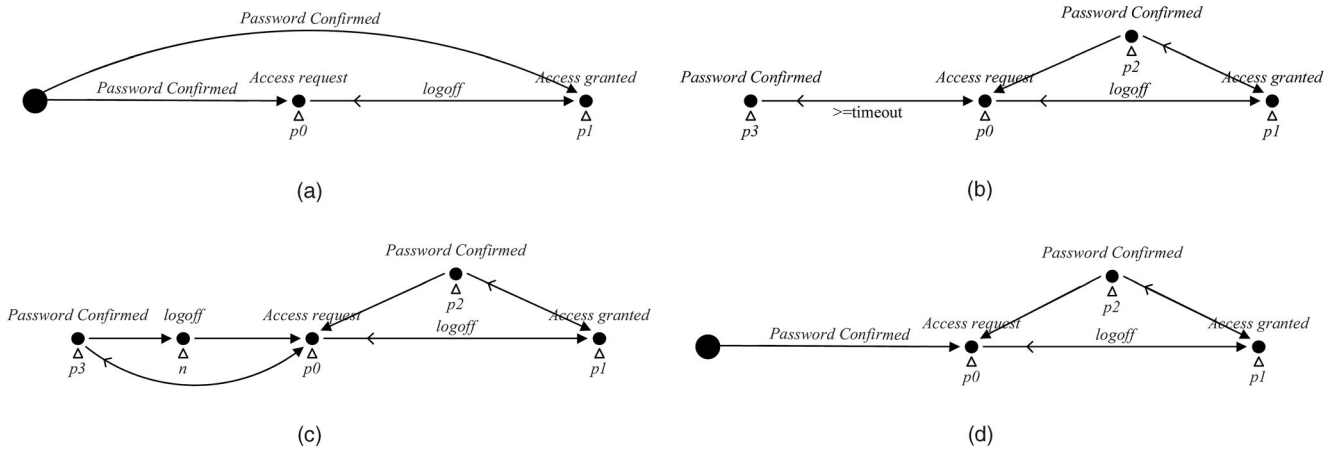 Password Confirmed
Access request
Access granted
Password Confirmed
logoff
p0
p1
(a)
Password Confirmed
Password Confirmed
p2
Access request
Access granted
logoff
>=timeout
p3
p0
p1
(b)
Password Confirmed
p2
Password Confirmed
logoff
Access request
Access granted
logoff
p3
n
p0
p1
(c)
Password Confirmed
p2
Access request
Access granted
Password Confirmed
logoff
p0
p1
(d)